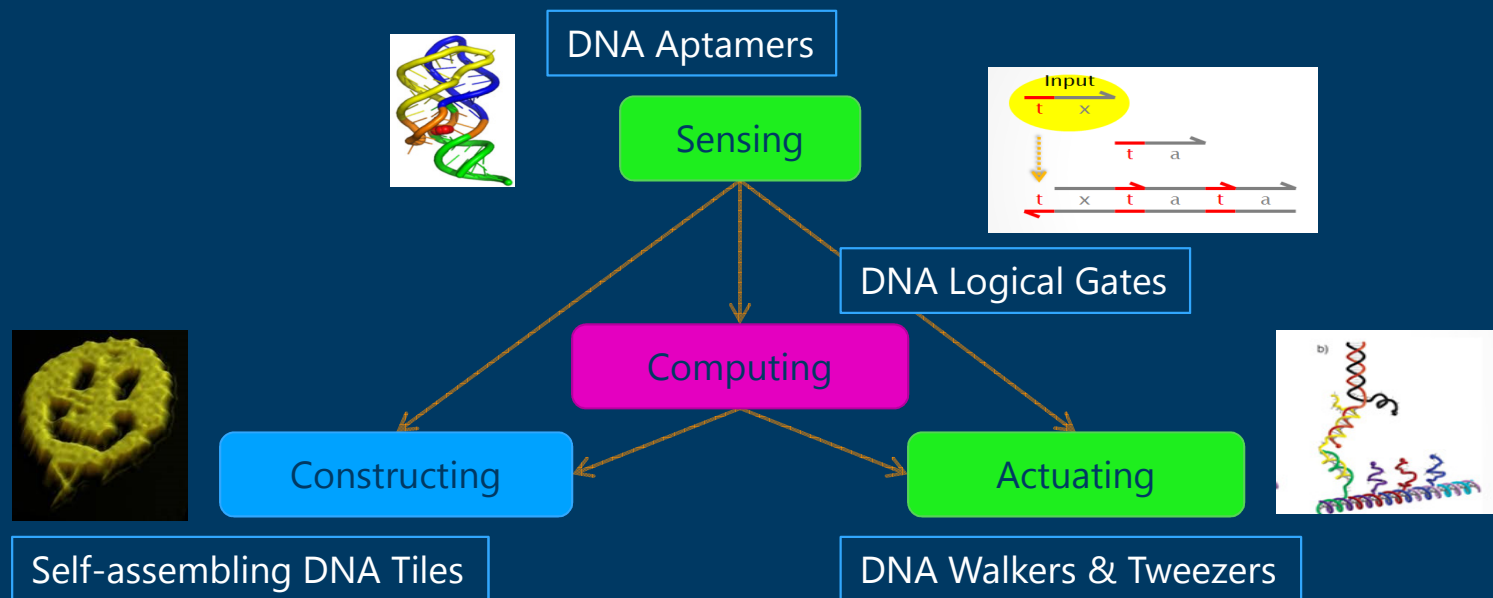 DNA Aptamers
Input
t x
Sensing
t a
t x t a t a
t t t
DNA Logical Gates
Computing
b)
Constructing
Actuating
Self-assembling DNA Tiles
DNA Walkers & Tweezers